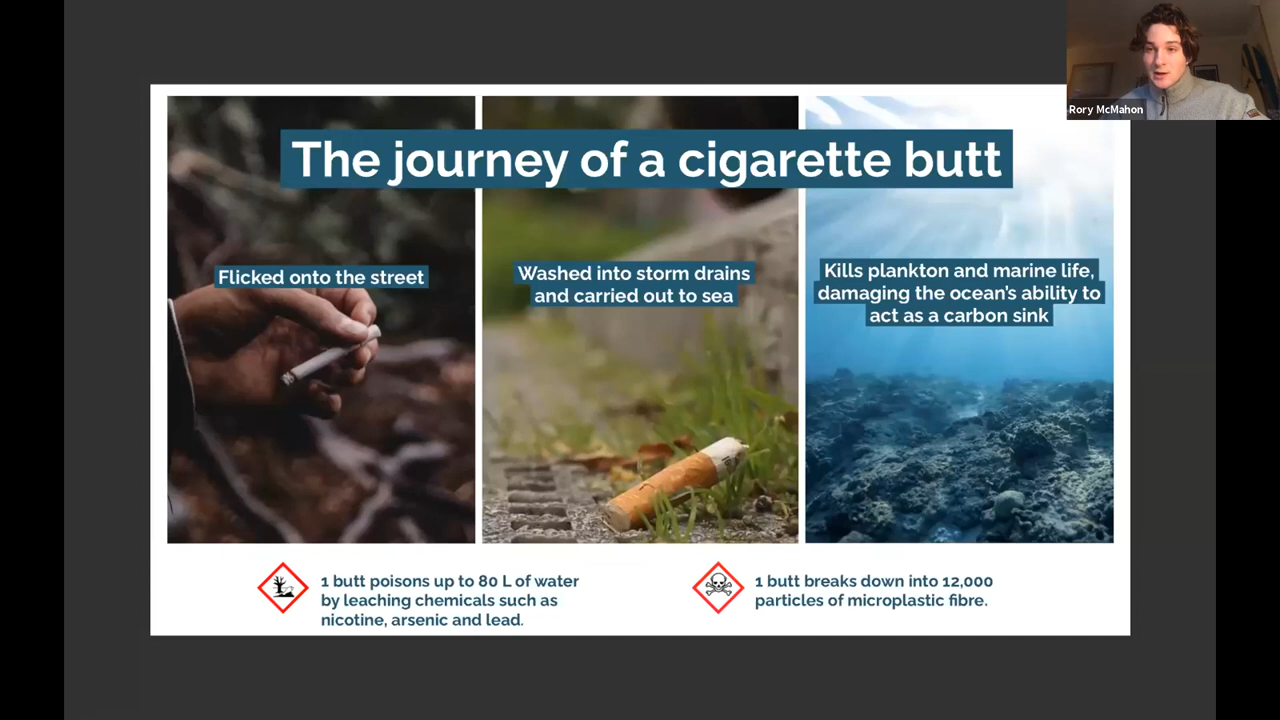 Rory McMahon
The journey of a cigarette butt
Flicked onto the street
Washed into storm drains
and carried out to sea
Kills plankton and marine life,
damaging the ocean's ability to
act as a carbon sink
1 butt poisons up to 80 L of water
by leaching chemicals such as
nicotine, arsenic and lead.
1 butt breaks down into 12,000
particles of microplastic fibre.